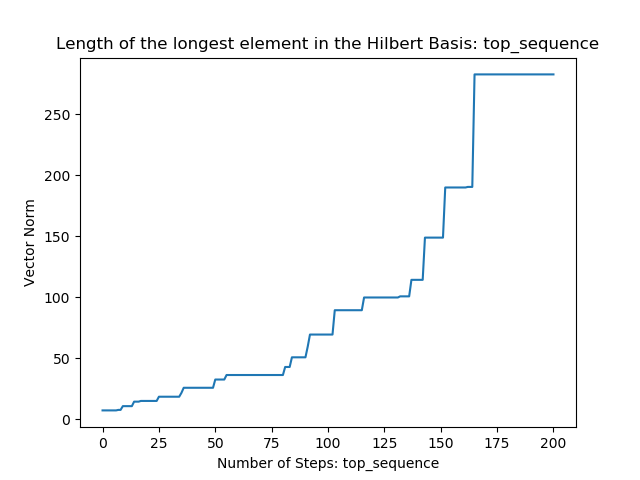 Length of the longest element in the Hilbert Basis: top_sequence
250
200
150
100
50
0
Vector Norm
0 25 50 75 100 125 150 175 200
Number of Steps: top_sequence